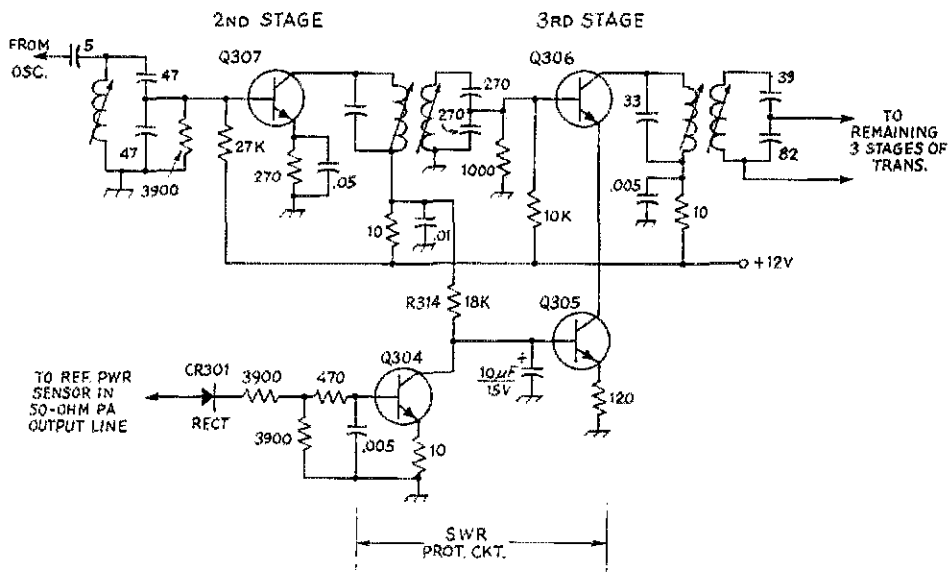 2ND STAGE
3RD STAGE
FROM
OSC.
5
47
47
3900
27K
Q307
270
.05
10
.01
270
270
1000
10K
Q306
33
.005
10
39
82
TO
REMAINING
3 STAGES OF
TRANS.
+12V
R314
18K
Q305
10µF
15V
+
120
Q304
TO REF. PWR
SENSOR IN
50-OHM PA
OUTPUT LINE
CR301
RECT
3900
470
3900
.005
10
SWR
PROT. CKT.